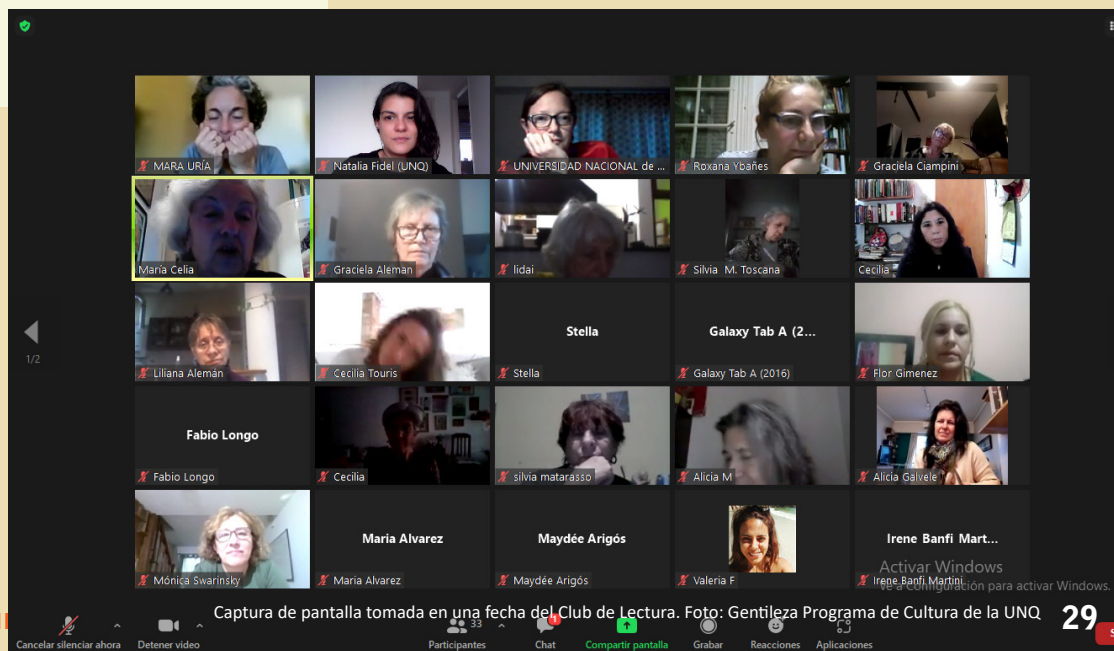 MARA URÍA
Natalia Fidel (UNQ)
UNIVERSIDAD NACIONAL de ...
Roxana Ybañes
Graciela Ciampini
María Celia
Graciela Aleman
lidai
Silvia M. Toscana
Cecilia
1/2
Liliana Alemán
Cecilia Touris
Stella
Stella
Galaxy Tab A (2...
Galaxy Tab A (2016)
Flor Gimenez
Fabio Longo
Fabio Longo
Cecilia
silvia matarasso
Alicia M
Alicia Galvele
Mónica Swarinsky
Maria Alvarez
Maria Alvarez
Maydée Arigós
Maydée Arigós
Valeria F
Irene Banfi Mart...
Irene Banfi Martini
Activar Windows
Ve a Configuración para activar Windows.
Captura de pantalla tomada en una fecha del Club de Lectura. Foto: Gentileza Programa de Cultura de la UNQ
29
33
1
Cancelar silenciar ahora
Detener video
Participantes
Chat
Compartir pantalla
Grabar
Reacciones
Aplicaciones